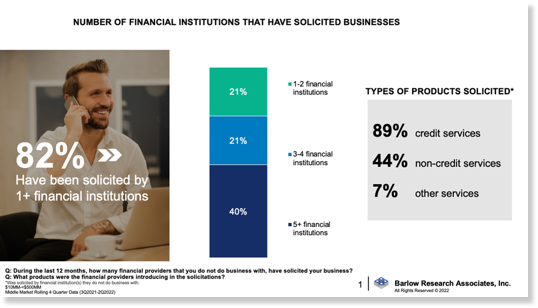 NUMBER OF FINANCIAL INSTITUTIONS THAT HAVE SOLICITED BUSINESSES
82%
Have been solicited by
1+ financial institutions
21%
21%
40%
1-2 financial
institutions
3-4 financial
institutions
5+ financial
institutions
TYPES OF PRODUCTS SOLICITED*
89% credit services
44% non-credit services
7% other services
Q: During the last 12 months, how many financial providers that you do not do business with, have solicited your business?
Q: What products were the financial providers introducing in the solicitations?
*Was solicited by financial institution(s) they do not do business with.
$10MM-<$500MM
Middle Market Rolling 4 Quarter Data (3Q2021-2Q2022)
1
Barlow Research Associates, Inc.
All Rights Reserved © 2022